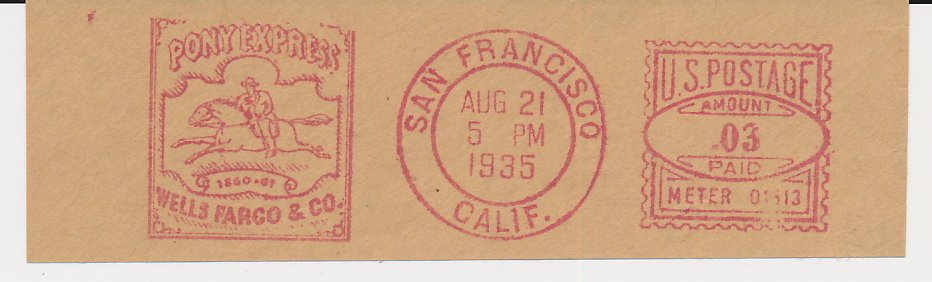 PONY EXPRESS
1860-61
WELLS FARGO & CO.
SAN FRANCISCO
AUG 21
5 PM
1935
CALIF.
U.S. POSTAGE
AMOUNT
.03
PAID
METER